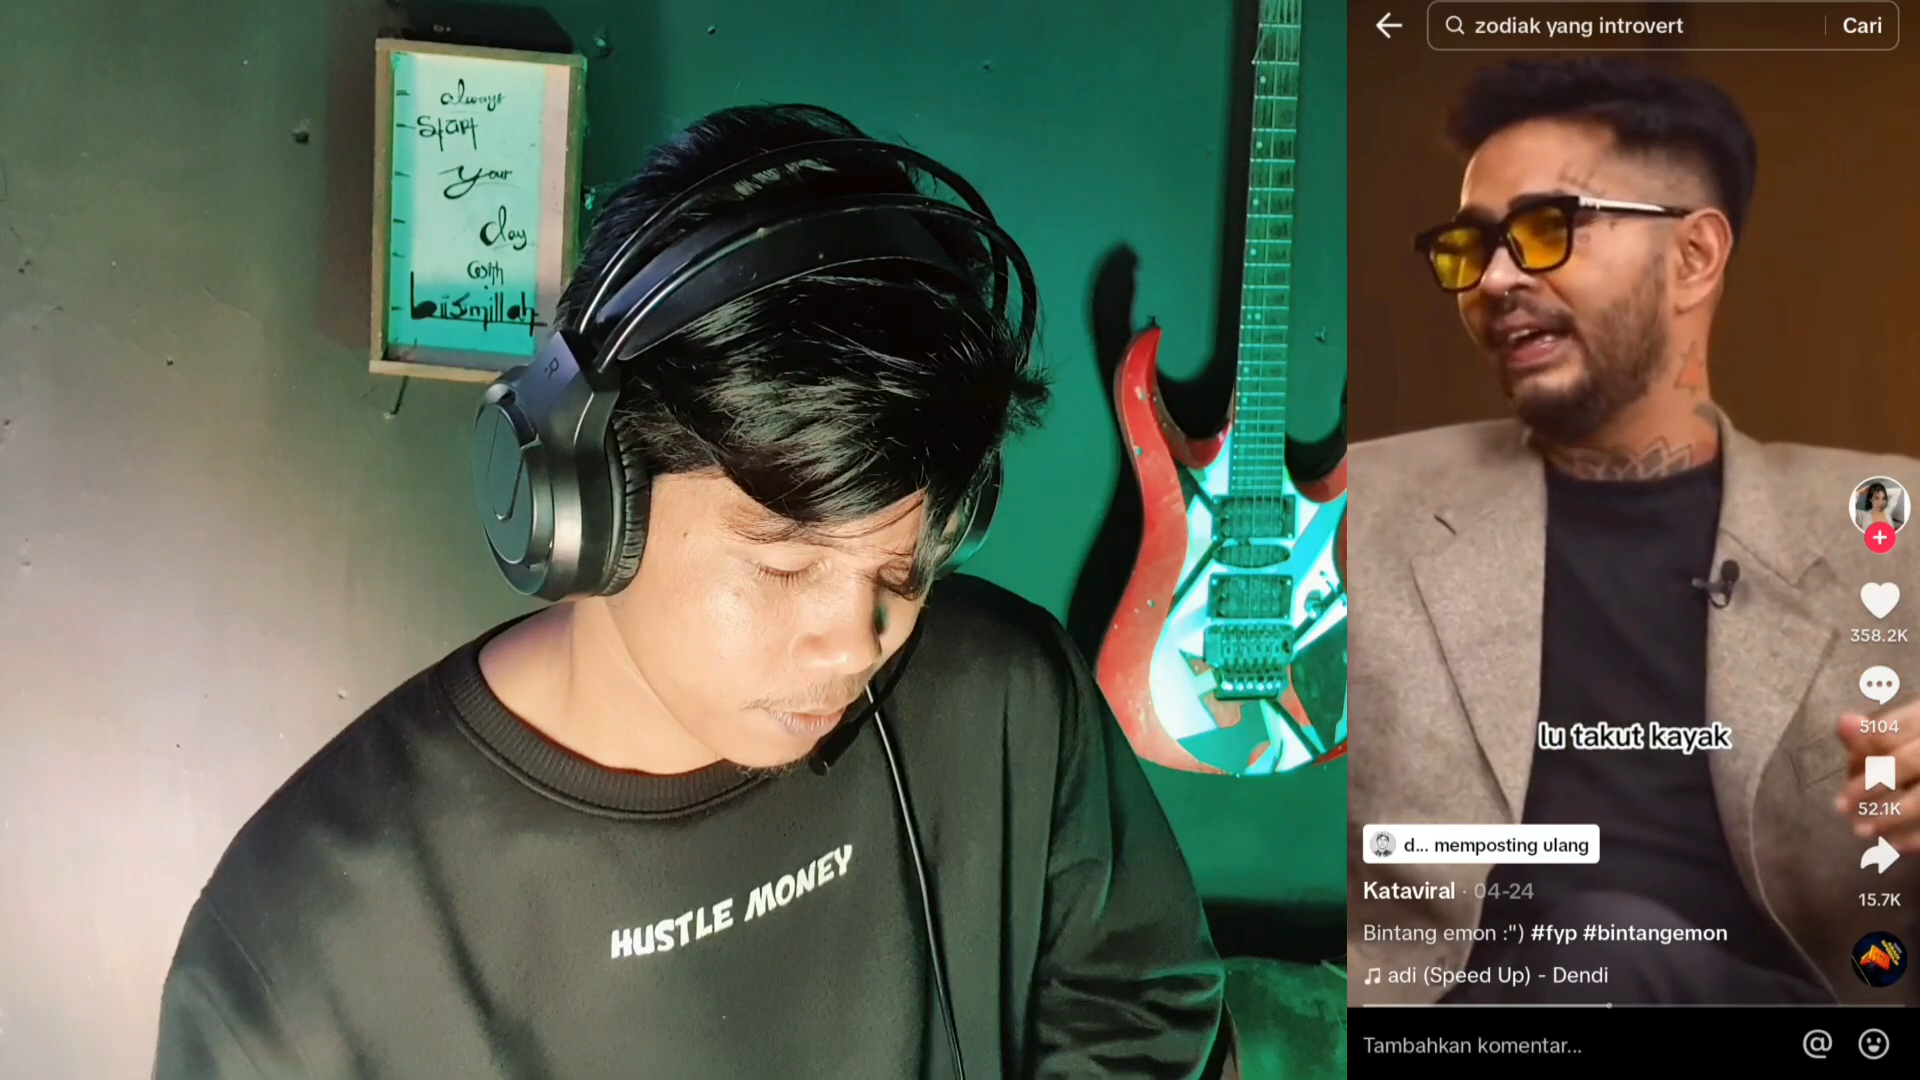 always
START
your
day
with
biismillah
R
HUSTLE MONEY
zodiak yang introvert
Cari
358.2K
lu takut kayak
5104
52.1K
d... memposting ulang
15.7K
Kataviral · 04-24
Bintang emon :") #fyp #bintangemon
adi (Speed Up) - Dendi
Tambahkan komentar...
@